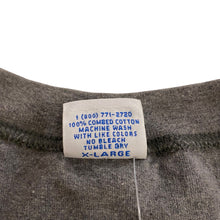 1 (800) 771-2720
100% COMBED COTTON
MACHINE WASH
WITH LIKE COLORS
NO BLEACH
TUMBLE DRY
X-LARGE